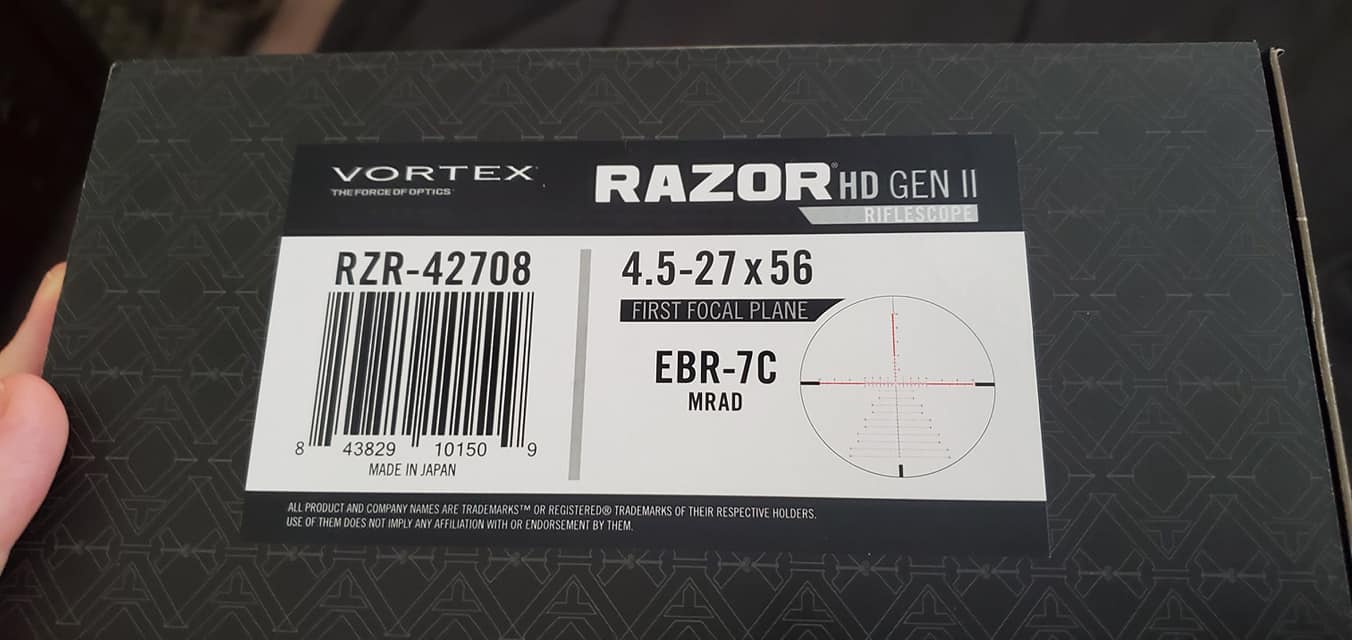 VORTEX
THE FORCE OF OPTICS
RAZOR® HD GEN II
RIFLESCOPE
RZR-42708
8 43829 10150 9
MADE IN JAPAN
4.5-27 x 56
FIRST FOCAL PLANE
EBR-7C
MRAD
ALL PRODUCT AND COMPANY NAMES ARE TRADEMARKS™ OR REGISTERED® TRADEMARKS OF THEIR RESPECTIVE HOLDERS.
USE OF THEM DOES NOT IMPLY ANY AFFILIATION WITH OR ENDORSEMENT BY THEM.